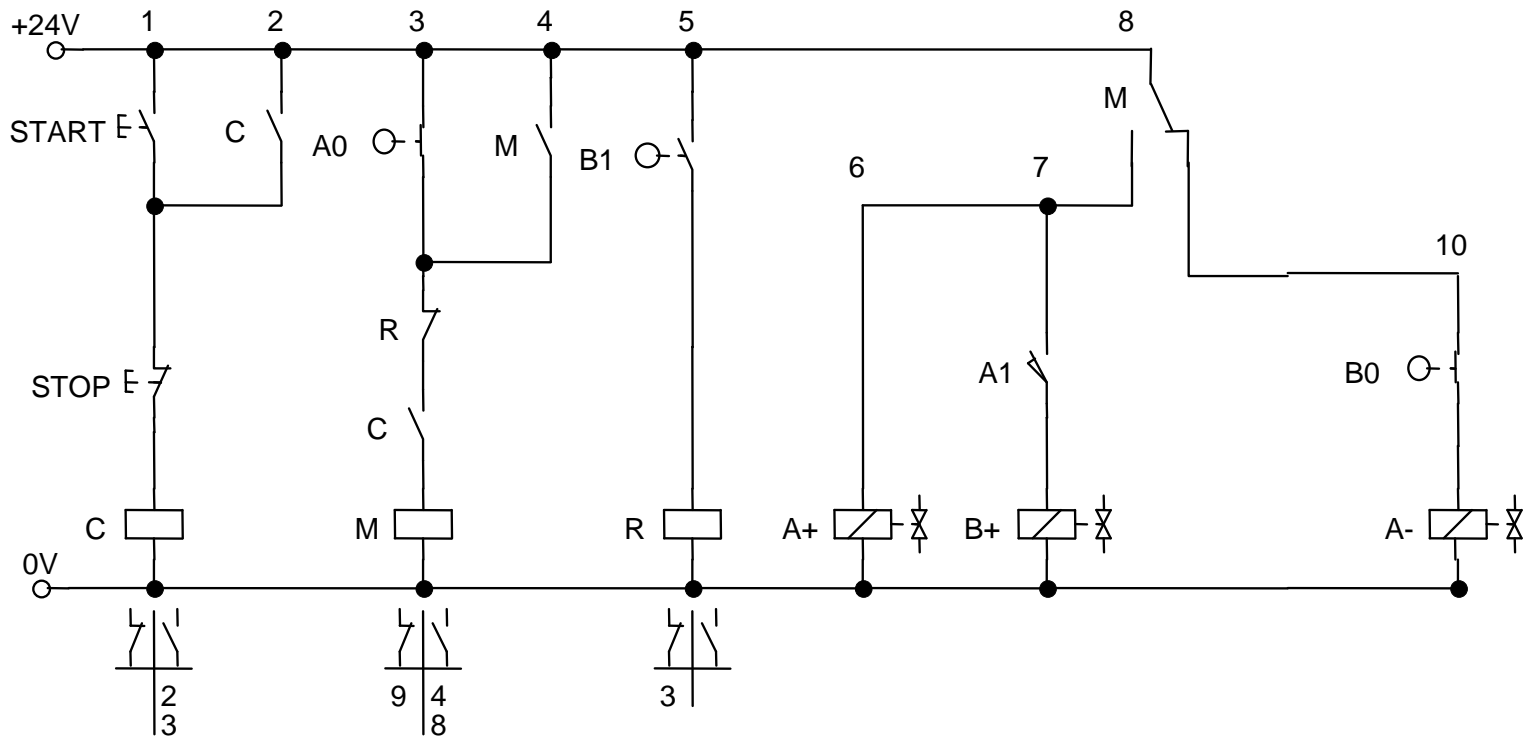 +24V 1 2 3 4 5 8
START C A0 M B1 M
6 7
10
R
STOP C A1 B0
C M R A+ B+ A-
0V
2 9 4 3
3 8